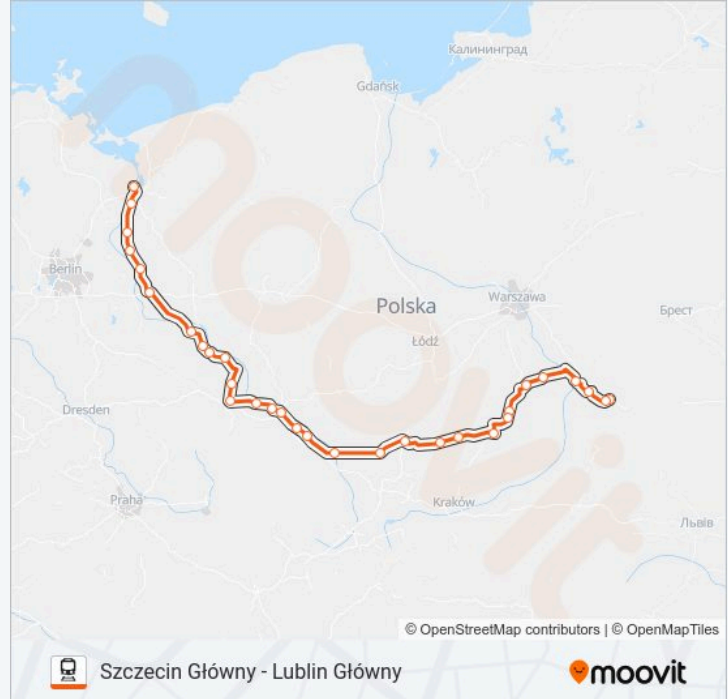 Калининград
Gdańsk
Berlin
Warszawa
Polska
Брест
Łódź
Dresden
Praha
Kraków
Львів
moovit
© OpenStreetMap contributors | © OpenMapTiles
Szczecin Główny - Lublin Główny
moovit